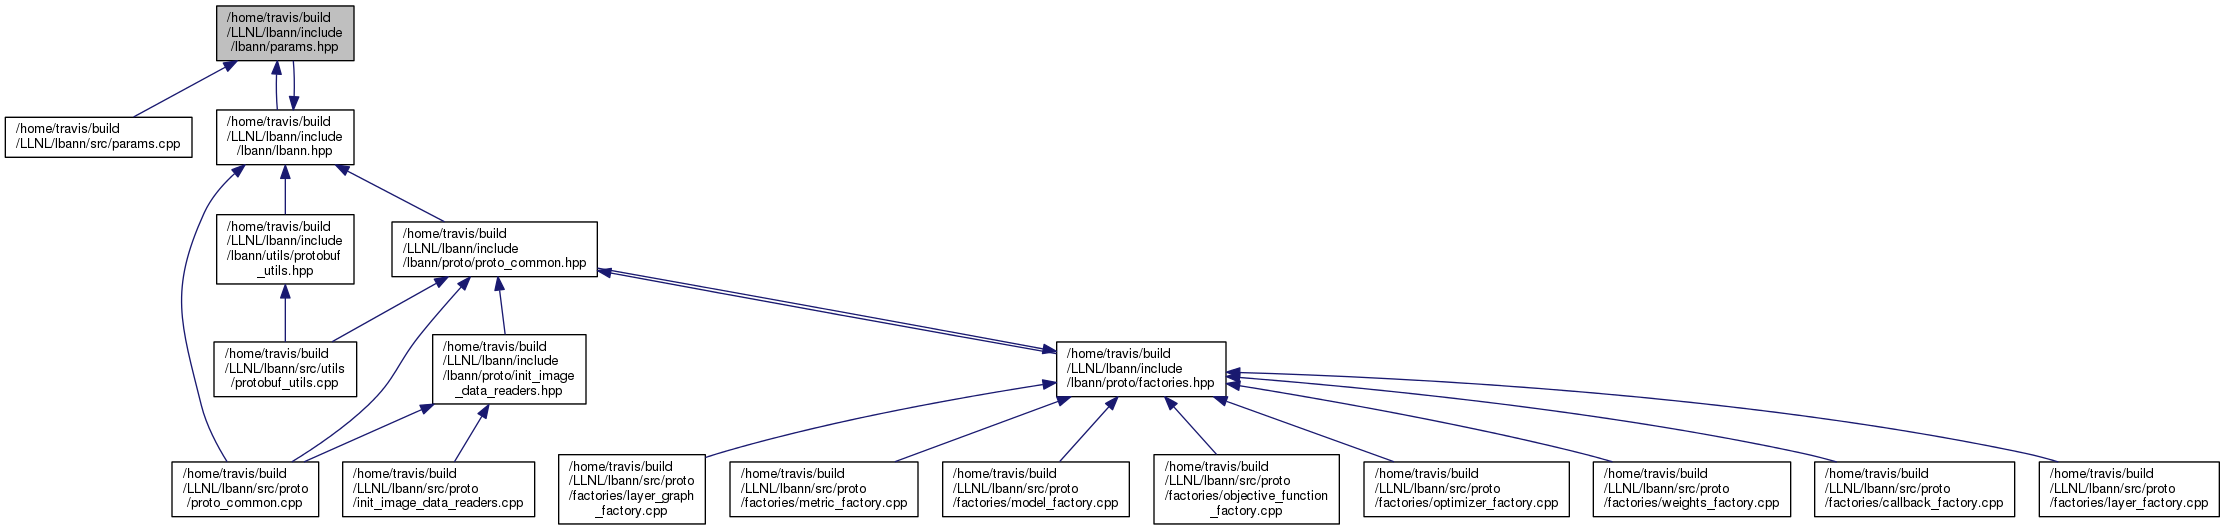 /home/travis/build
/LLNL/lbann/include
/lbann/params.hpp
/home/travis/build
/LLNL/lbann/src/params.cpp
/home/travis/build
/LLNL/lbann/include
/lbann/lbann.hpp
/home/travis/build
/LLNL/lbann/include
/lbann/utils/protobuf
_utils.hpp
/home/travis/build
/LLNL/lbann/include
/lbann/proto/proto_common.hpp
/home/travis/build
/LLNL/lbann/src/utils
/protobuf_utils.cpp
/home/travis/build
/LLNL/lbann/include
/lbann/proto/init_image
_data_readers.hpp
/home/travis/build
/LLNL/lbann/include
/lbann/proto/factories.hpp
/home/travis/build
/LLNL/lbann/src/proto
/proto_common.cpp
/home/travis/build
/LLNL/lbann/src/proto
/init_image_data_readers.cpp
/home/travis/build
/LLNL/lbann/src/proto
/factories/layer_graph
_factory.cpp
/home/travis/build
/LLNL/lbann/src/proto
/factories/metric_factory.cpp
/home/travis/build
/LLNL/lbann/src/proto
/factories/model_factory.cpp
/home/travis/build
/LLNL/lbann/src/proto
/factories/objective_function
_factory.cpp
/home/travis/build
/LLNL/lbann/src/proto
/factories/optimizer_factory.cpp
/home/travis/build
/LLNL/lbann/src/proto
/factories/weights_factory.cpp
/home/travis/build
/LLNL/lbann/src/proto
/factories/callback_factory.cpp
/home/travis/build
/LLNL/lbann/src/proto
/factories/layer_factory.cpp